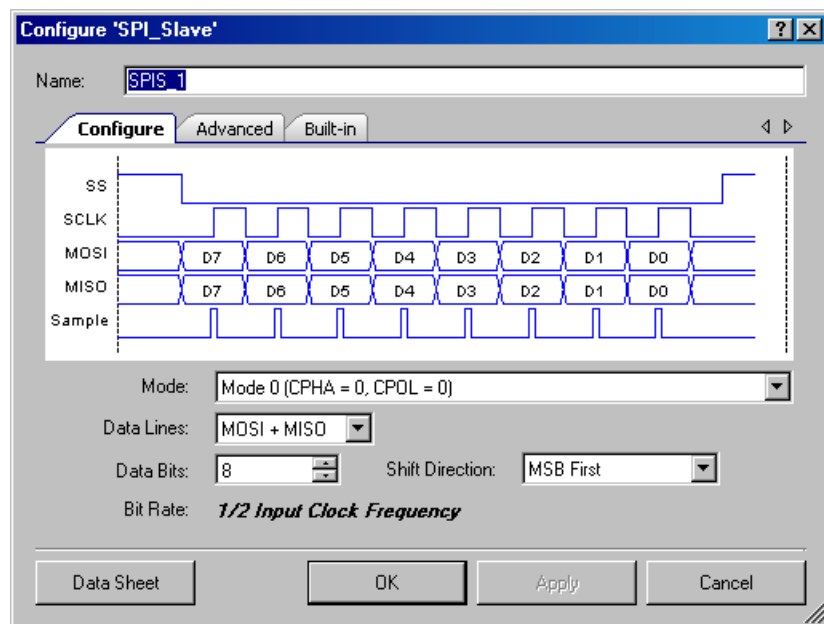 Configure 'SPI_Slave'
Name: SPIS_1
Configure Advanced Built-in
SS
SCLK
MOSI D7 D6 D5 D4 D3 D2 D1 D0
MISO D7 D6 D5 D4 D3 D2 D1 D0
Sample
Mode: Mode 0 (CPHA = 0, CPOL = 0)
Data Lines: MOSI + MISO
Data Bits: 8 Shift Direction: MSB First
Bit Rate: 1/2 Input Clock Frequency
Data Sheet OK Apply Cancel